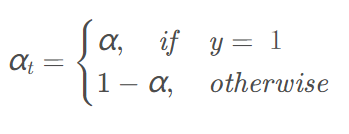 αt = { α, if y = 1
1 − α, otherwise